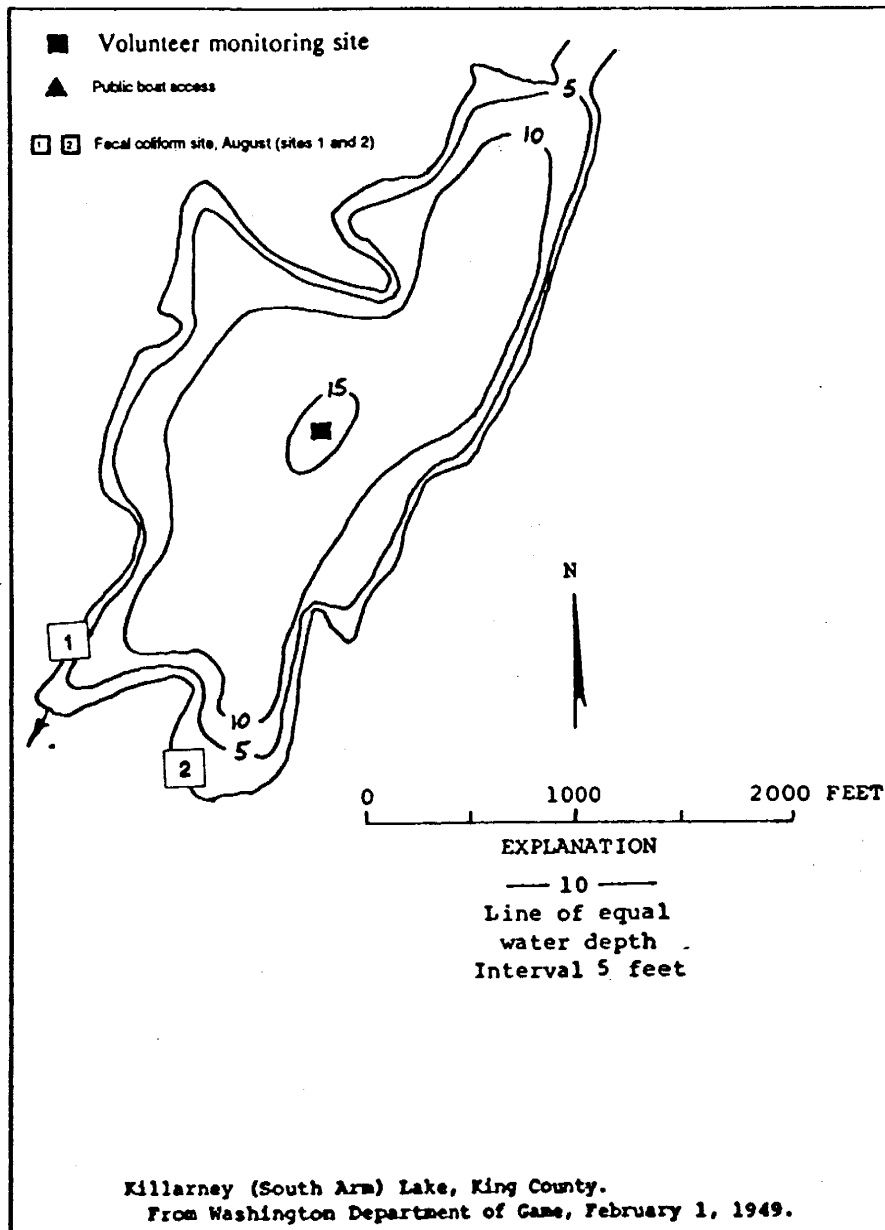 Volunteer monitoring site
Public boat access
1 2 Fecal coliform site, August (sites 1 and 2)
5
10
15
N
1
10
5
2
0 1000 2000 FEET
EXPLANATION
10
Line of equal
water depth
Interval 5 feet
Killarney (South Arm) Lake, King County.
From Washington Department of Game, February 1, 1949.